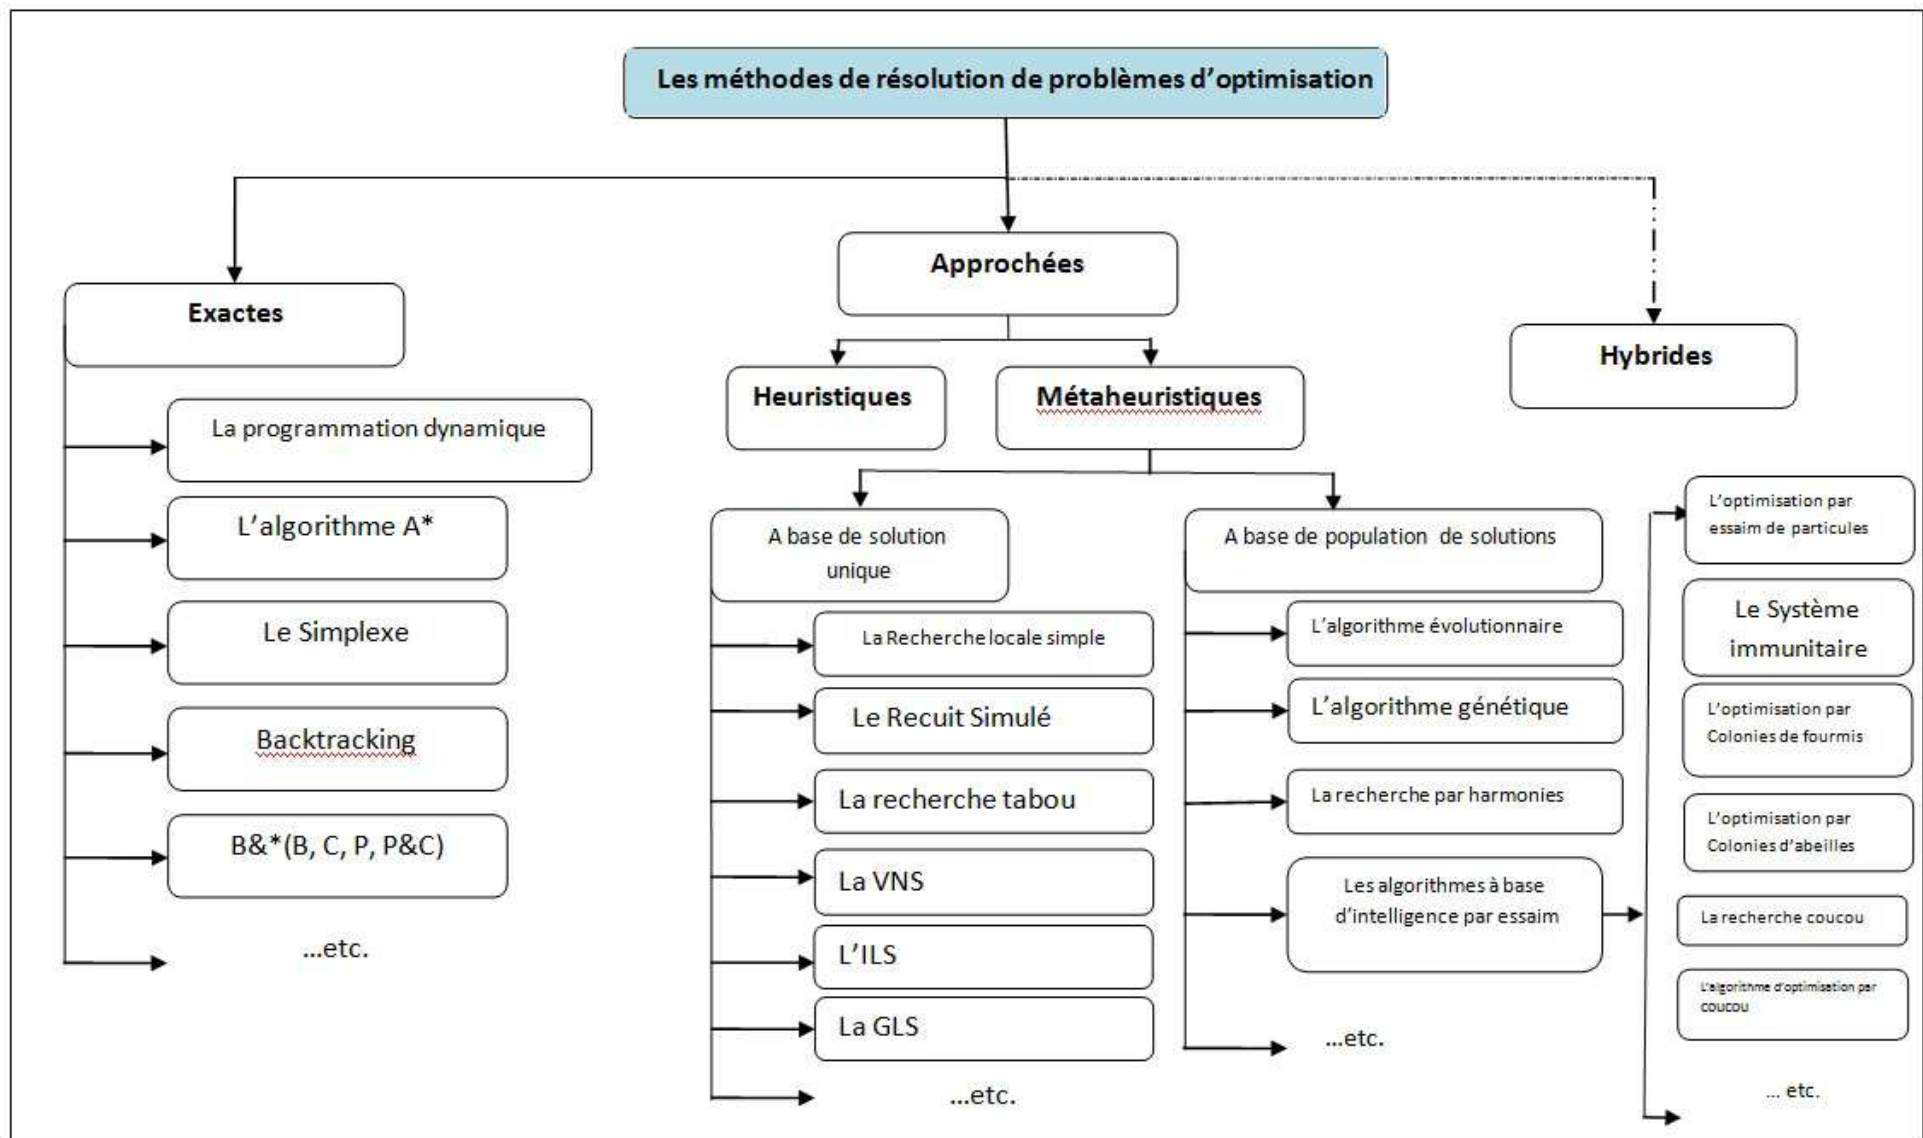 Les méthodes de résolution de problèmes d'optimisation
Approchées
Exactes
Hybrides
Heuristiques
Métaheuristiques
La programmation dynamique
L'algorithme A*
Le Simplexe
Backtracking
B&*(B, C, P, P&C)
...etc.
A base de solution
unique
La Recherche locale simple
Le Recuit Simulé
La recherche tabou
La VNS
L'ILS
La GLS
...etc.
A base de population de solutions
L'algorithme évolutionnaire
L'algorithme génétique
La recherche par harmonies
Les algorithmes à base
d'intelligence par essaim
...etc.
L'optimisation par
essaim de particules
Le Système
immunitaire
L'optimisation par
Colonies de fourmis
L'optimisation par
Colonies d'abeilles
La recherche coucou
L'algorithme d'optimisation par
coucou
... etc.